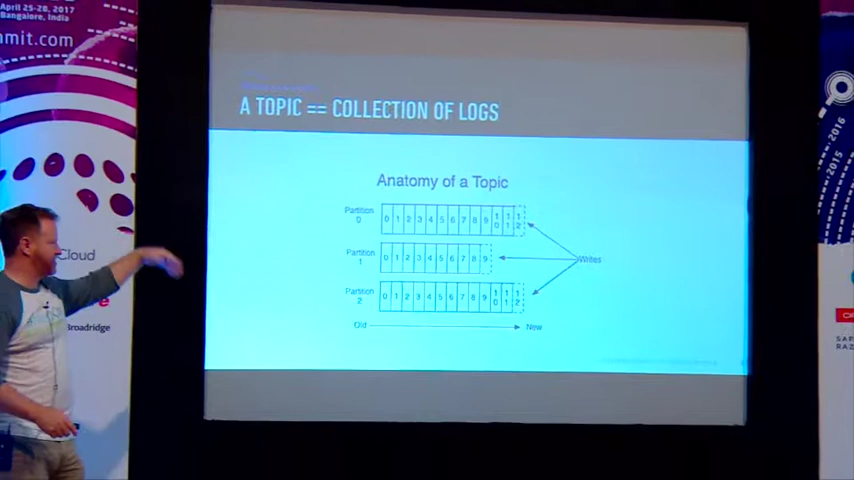 April 25-28, 2017
Bangalore, India
mmit.com
A TOPIC == COLLECTION OF LOGS
Anatomy of a Topic
Partition
0
0 1 2 3 4 5 6 7 8 9 10 11 12
Partition
1
0 1 2 3 4 5 6 7 8 9
Writes
Partition
2
0 1 2 3 4 5 6 7 8 9 10 11 12
Old
New
Cloud
Broadridge
2016
2015
SAF
RAZ